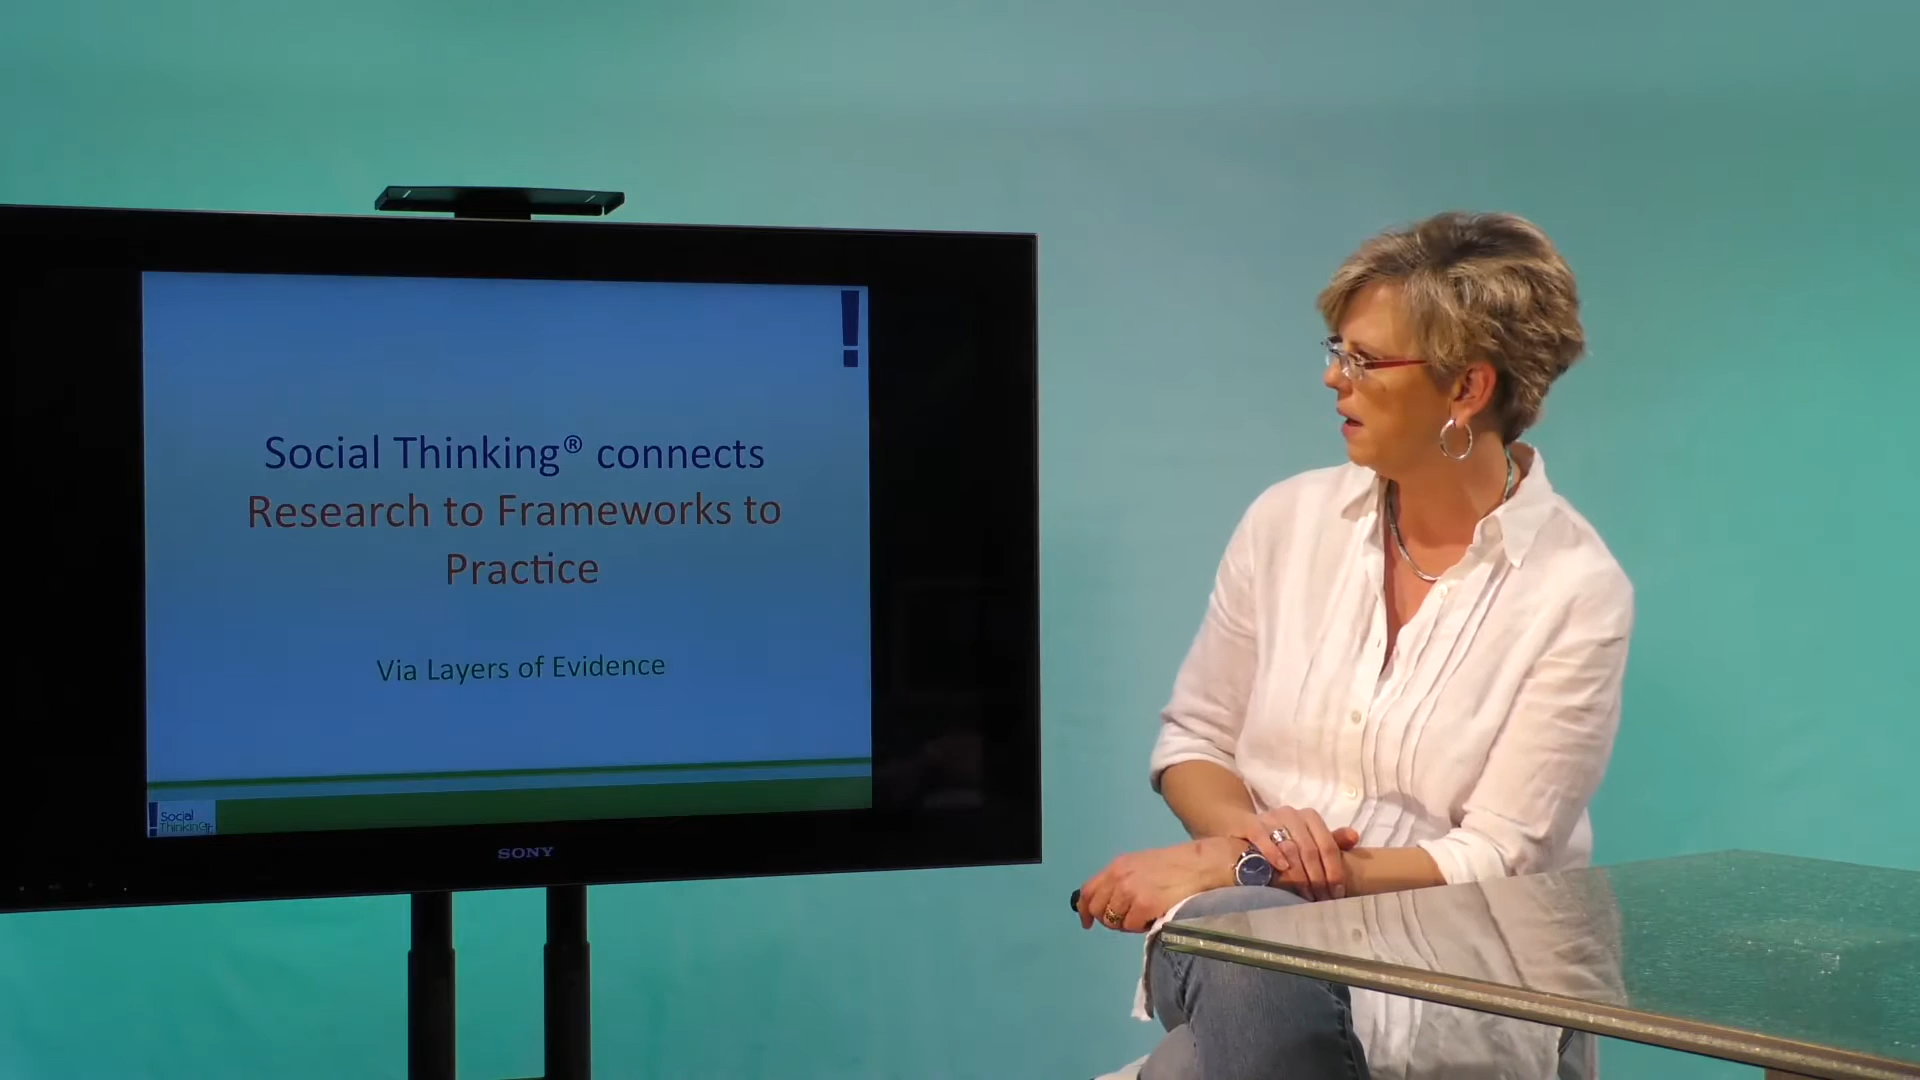 !
Social Thinking® connects
Research to Frameworks to
Practice
Via Layers of Evidence
Social
Thinking
SONY